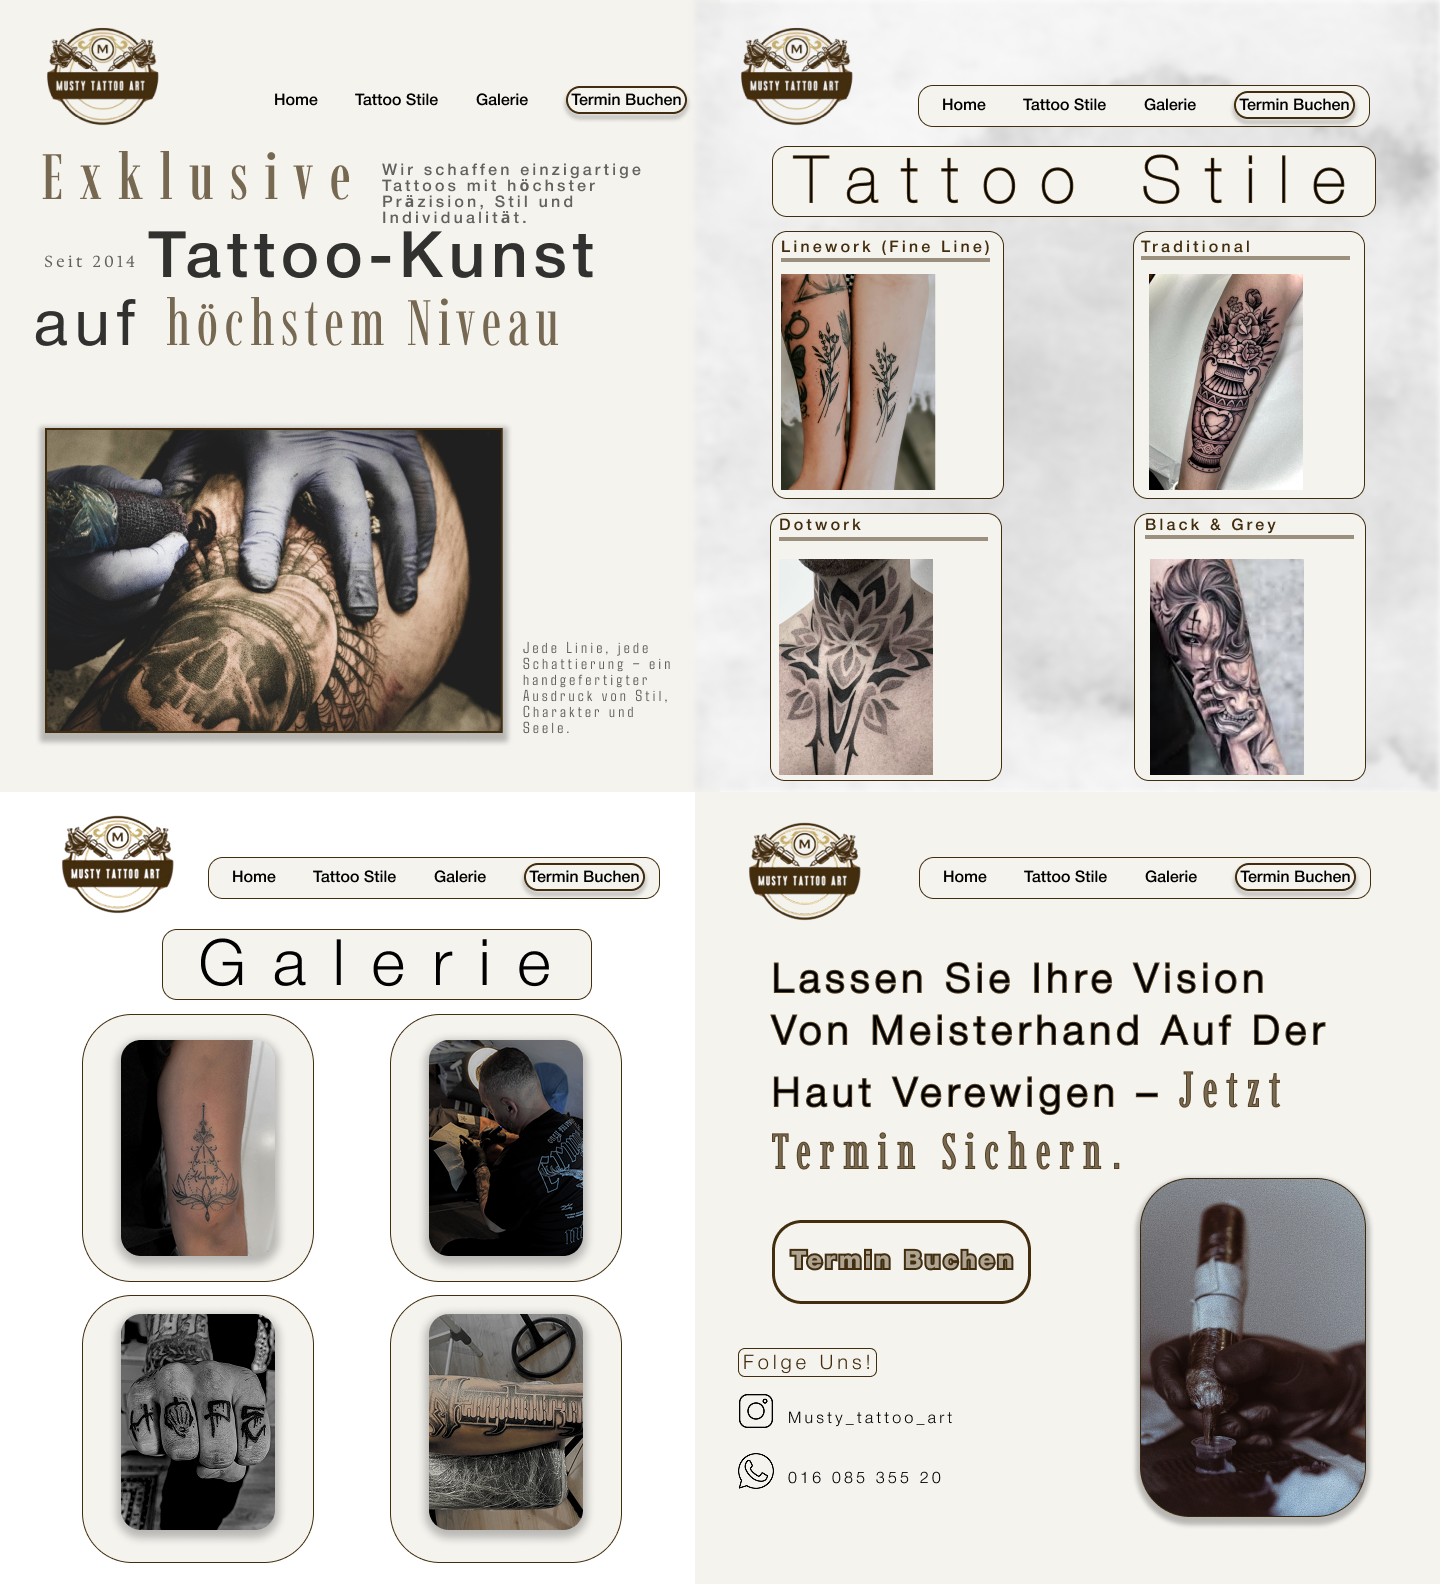 M
MUSTY TATTOO ART
Home Tattoo Stile Galerie Termin Buchen
Exklusive
Wir schaffen einzigartige
Tattoos mit höchster
Präzision, Stil und
Individualität.
Seit 2014 Tattoo-Kunst
auf höchstem Niveau
Jede Linie, jede
Schattierung – ein
handgefertigter
Ausdruck von Stil,
Charakter und
Seele.
M
MUSTY TATTOO ART
Home Tattoo Stile Galerie Termin Buchen
Tattoo Stile
Linework (Fine Line)
Traditional
Dotwork
Black & Grey
M
MUSTY TATTOO ART
Home Tattoo Stile Galerie Termin Buchen
Galerie
Always
HOPE
M
MUSTY TATTOO ART
Home Tattoo Stile Galerie Termin Buchen
Lassen Sie Ihre Vision
Von Meisterhand Auf Der
Haut Verewigen – Jetzt
Termin Sichern.
Termin Buchen
Folge Uns!
Musty_tattoo_art
016 085 355 20